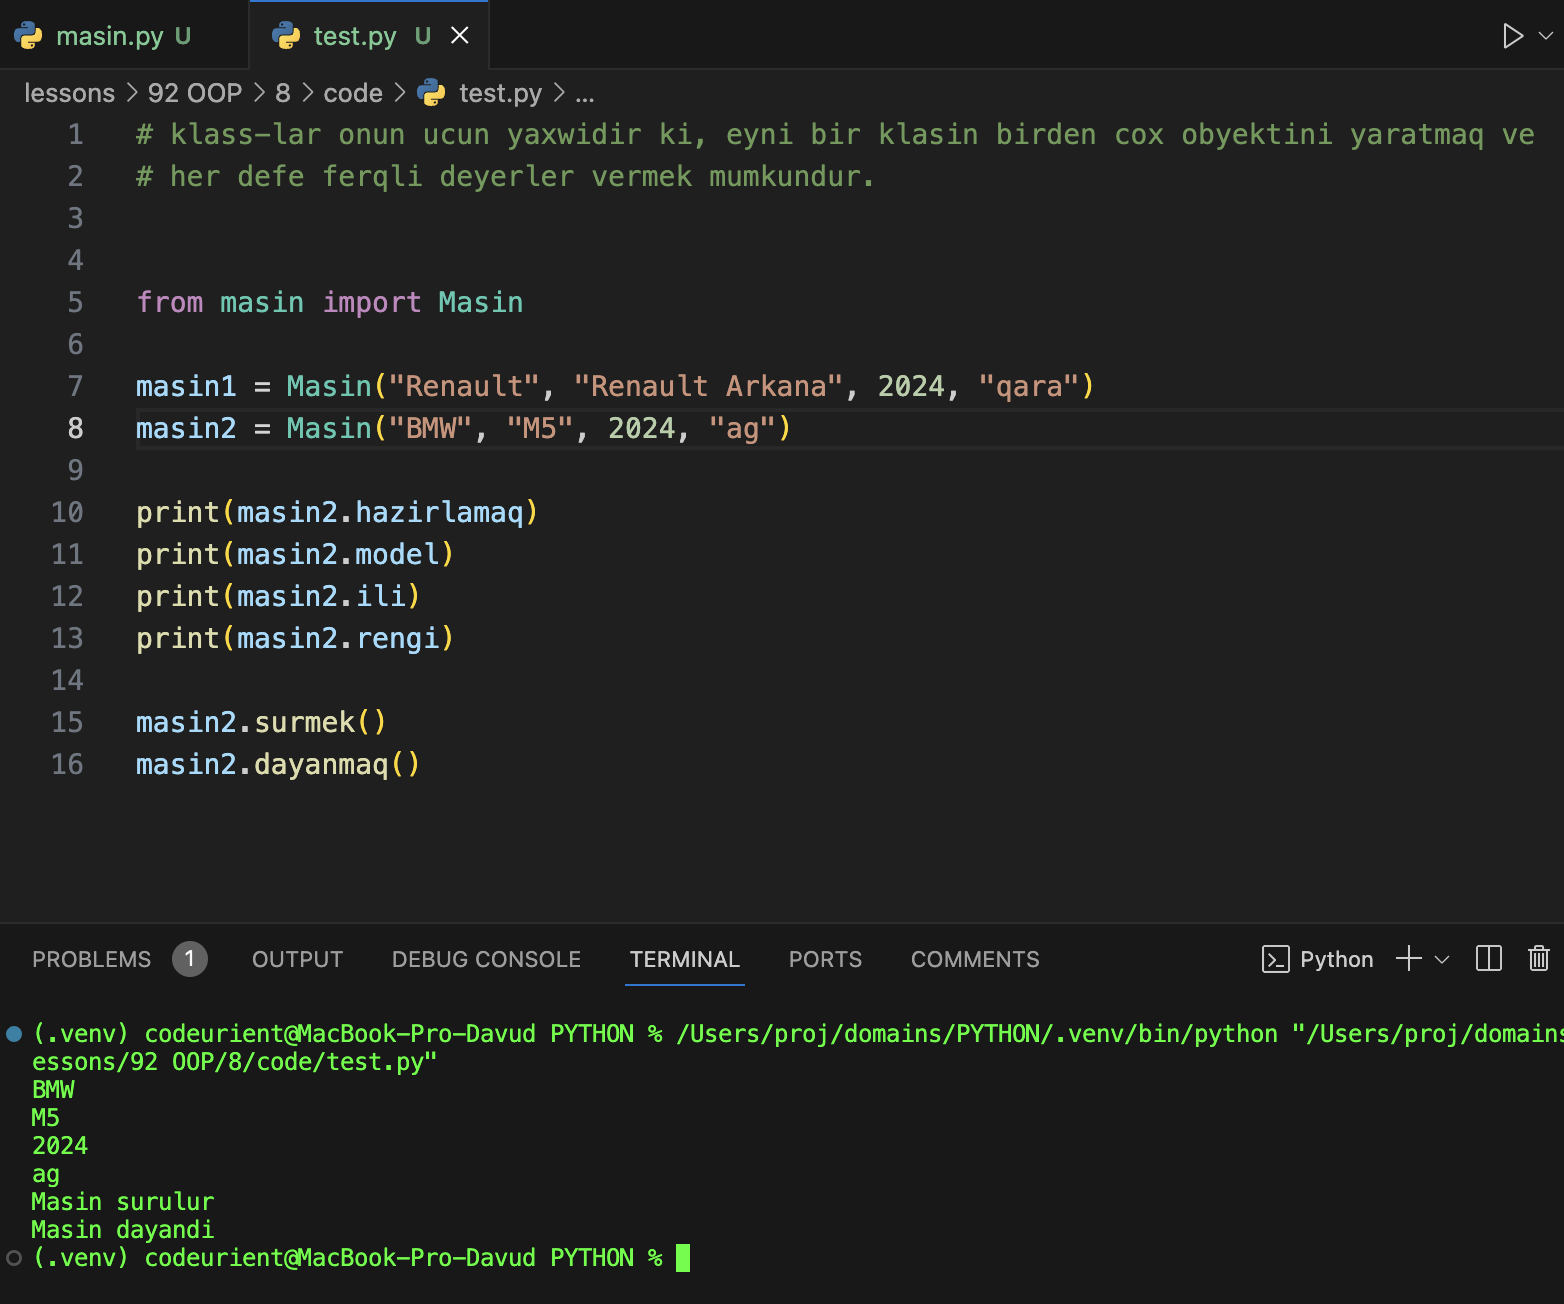 masin.py U
test.py U
lessons > 92 OOP > 8 > code > test.py > ...
1 # klass-lar onun ucun yaxwidir ki, eyni bir klasin birden cox obyektini yaratmaq ve
2 # her defe ferqli deyerler vermek mumkundur.
3
4
5 from masin import Masin
6
7 masin1 = Masin("Renault", "Renault Arkana", 2024, "qara")
8 masin2 = Masin("BMW", "M5", 2024, "ag")
9
10 print(masin2.hazirlamaq)
11 print(masin2.model)
12 print(masin2.ili)
13 print(masin2.rengi)
14
15 masin2.surmek()
16 masin2.dayanmaq()
PROBLEMS 1 OUTPUT DEBUG CONSOLE TERMINAL PORTS COMMENTS Python
(.venv) codeurient@MacBook-Pro-Davud PYTHON % /Users/proj/domains/PYTHON/.venv/bin/python "/Users/proj/domains
essons/92 OOP/8/code/test.py"
BMW
M5
2024
ag
Masin surulur
Masin dayandi
(.venv) codeurient@MacBook-Pro-Davud PYTHON %